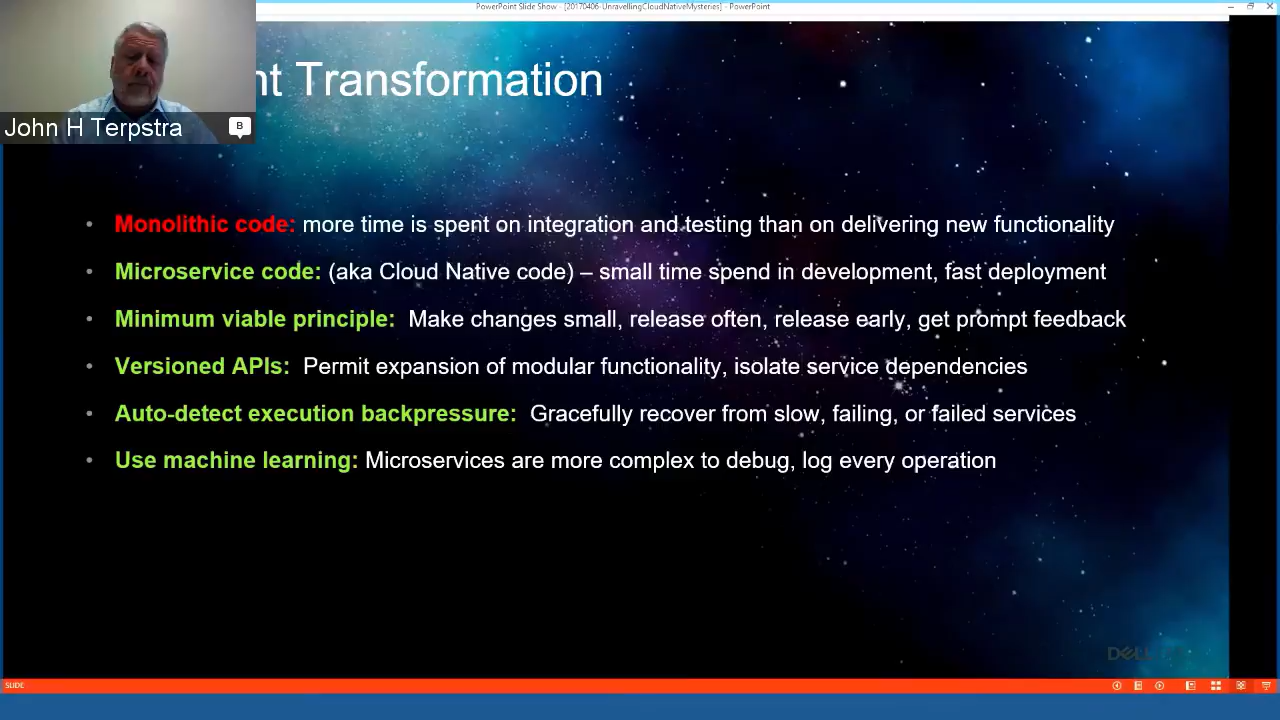 PowerPoint Slide Show - [20170406-UnravellingCloudNativeMysteries] - PowerPoint
nt Transformation
John H Terpstra
B
• Monolithic code: more time is spent on integration and testing than on delivering new functionality
• Microservice code: (aka Cloud Native code) – small time spend in development, fast deployment
• Minimum viable principle: Make changes small, release often, release early, get prompt feedback
• Versioned APIs: Permit expansion of modular functionality, isolate service dependencies
• Auto-detect execution backpressure: Gracefully recover from slow, failing, or failed services
• Use machine learning: Microservices are more complex to debug, log every operation
DELL
SLIDE